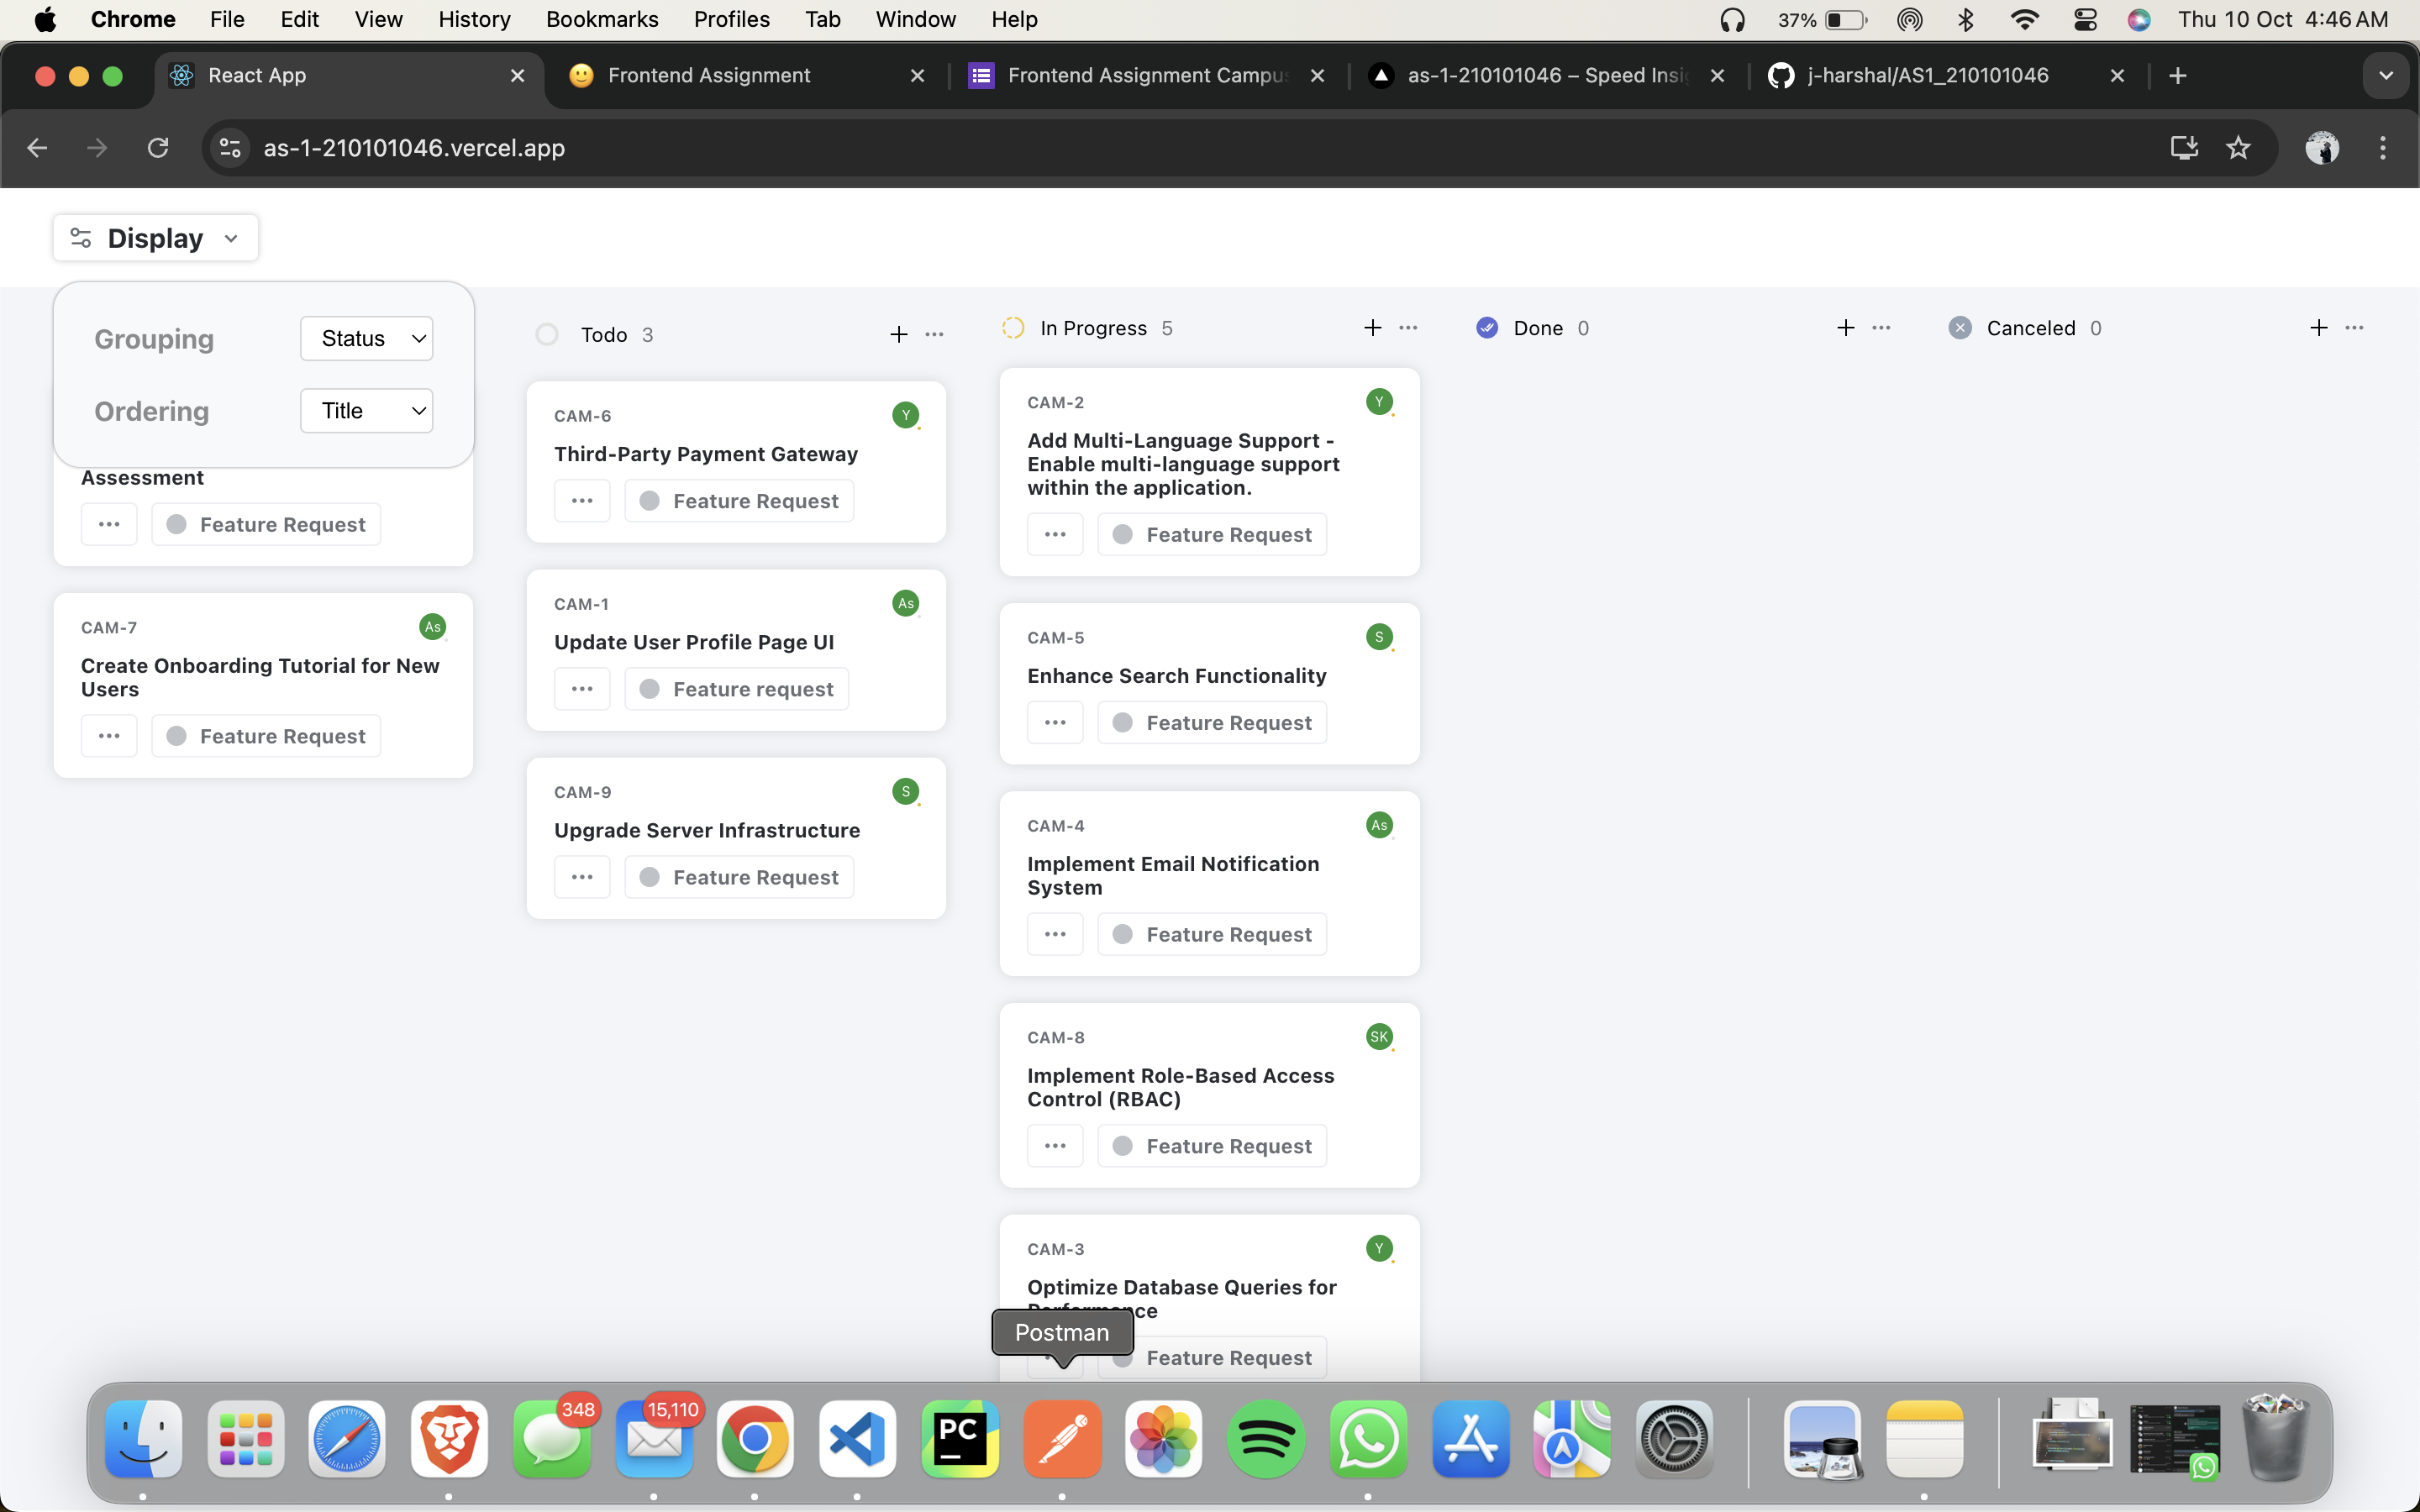 Chrome File Edit View History Bookmarks Profiles Tab Window Help 37% Thu 10 Oct 4:46 AM
React App Frontend Assignment Frontend Assignment Campus as-1-210101046 – Speed Insi j-harshal/AS1_210101046
as-1-210101046.vercel.app
Display
Grouping Status
Ordering Title
Assessment
Feature Request
CAM-7 As
Create Onboarding Tutorial for New
Users
Feature Request
Todo 3
CAM-6 Y
Third-Party Payment Gateway
Feature Request
CAM-1 As
Update User Profile Page UI
Feature request
CAM-9 S
Upgrade Server Infrastructure
Feature Request
In Progress 5
CAM-2 Y
Add Multi-Language Support -
Enable multi-language support
within the application.
Feature Request
CAM-5 S
Enhance Search Functionality
Feature Request
CAM-4 As
Implement Email Notification
System
Feature Request
CAM-8 SK
Implement Role-Based Access
Control (RBAC)
Feature Request
CAM-3 Y
Optimize Database Queries for
Feature Request
Done 0
Canceled 0
Postman
348 15,110 PC